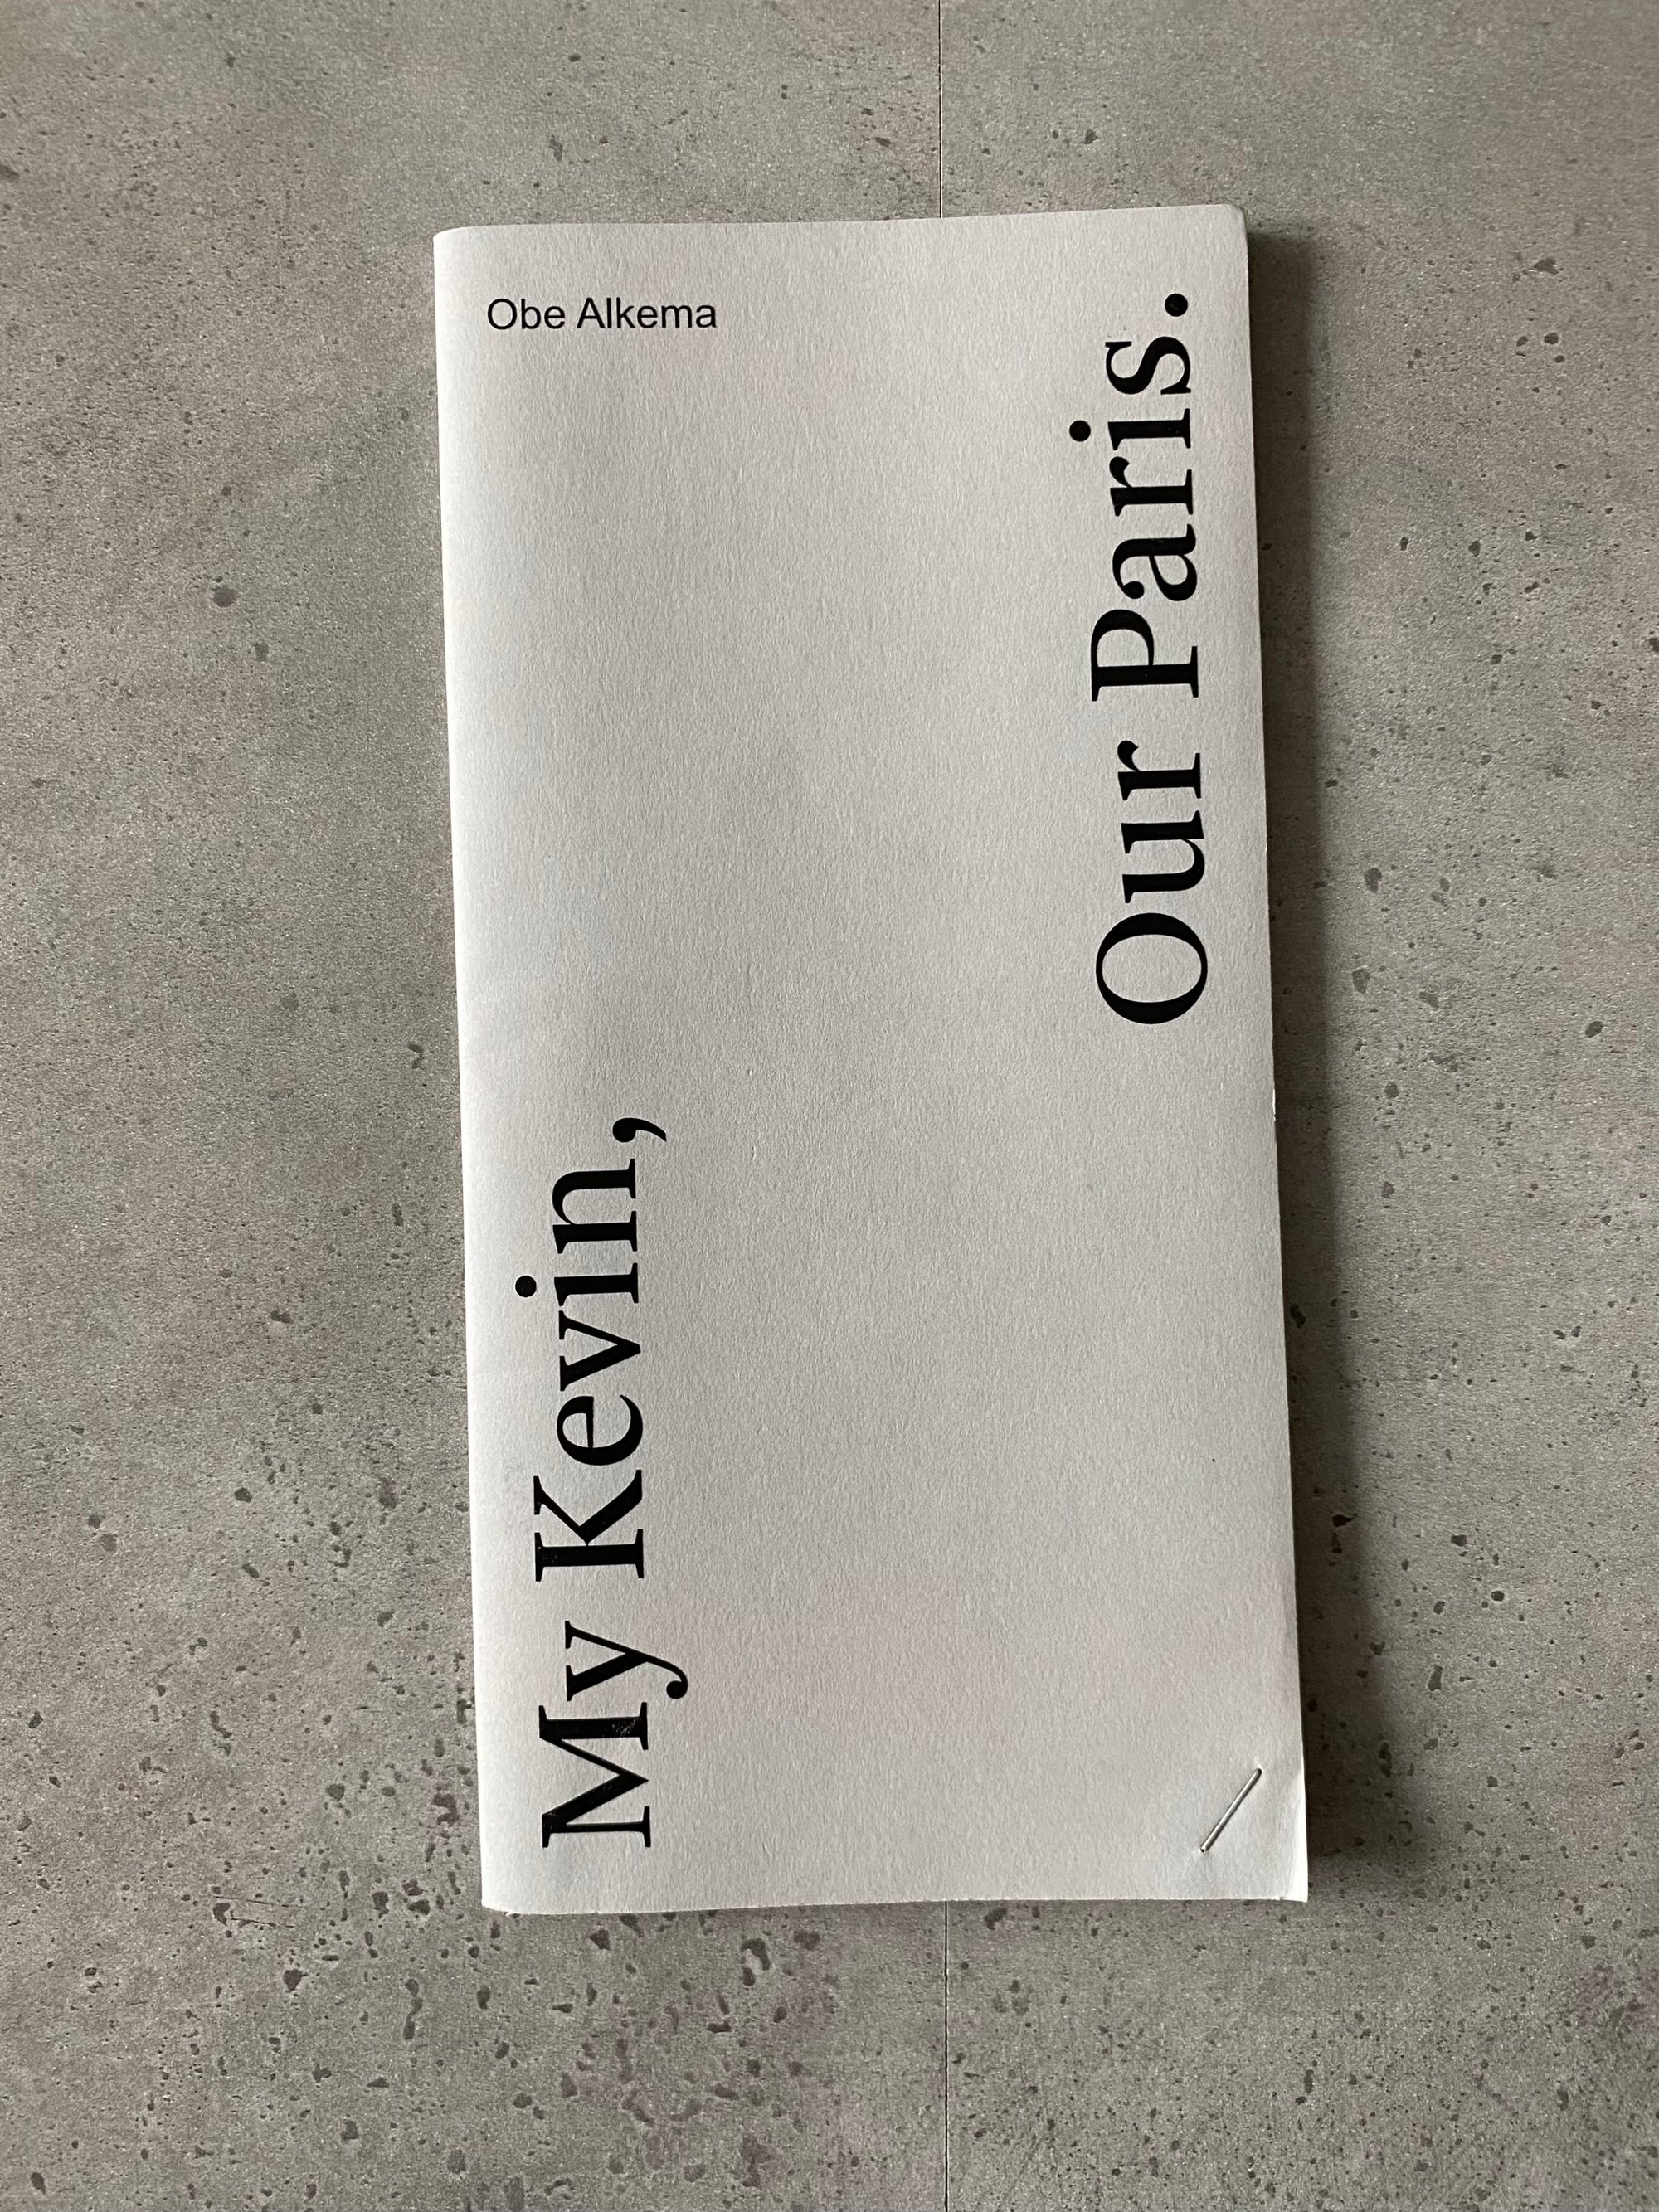 Obe Alkema
My Kevin,
Our Paris.